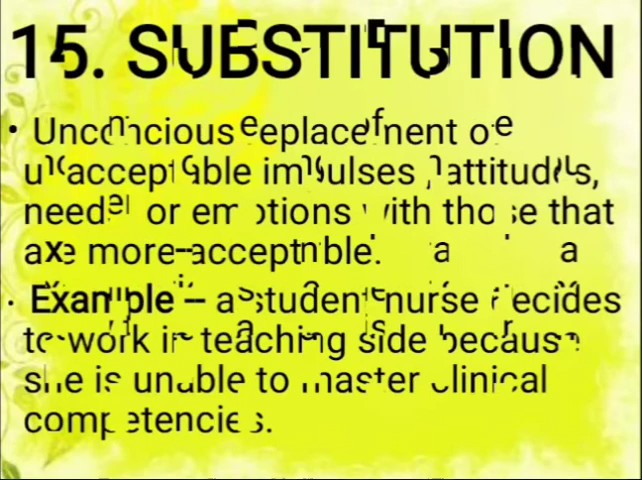 15. SUBSTITUTION
• Unconcious replacement of
unacceptable impulses, attitudes,
needs or emotions with those that
are more acceptable.
• Example – a student nurse decides
to work in teaching side because
she is unable to master clinical
competencies.